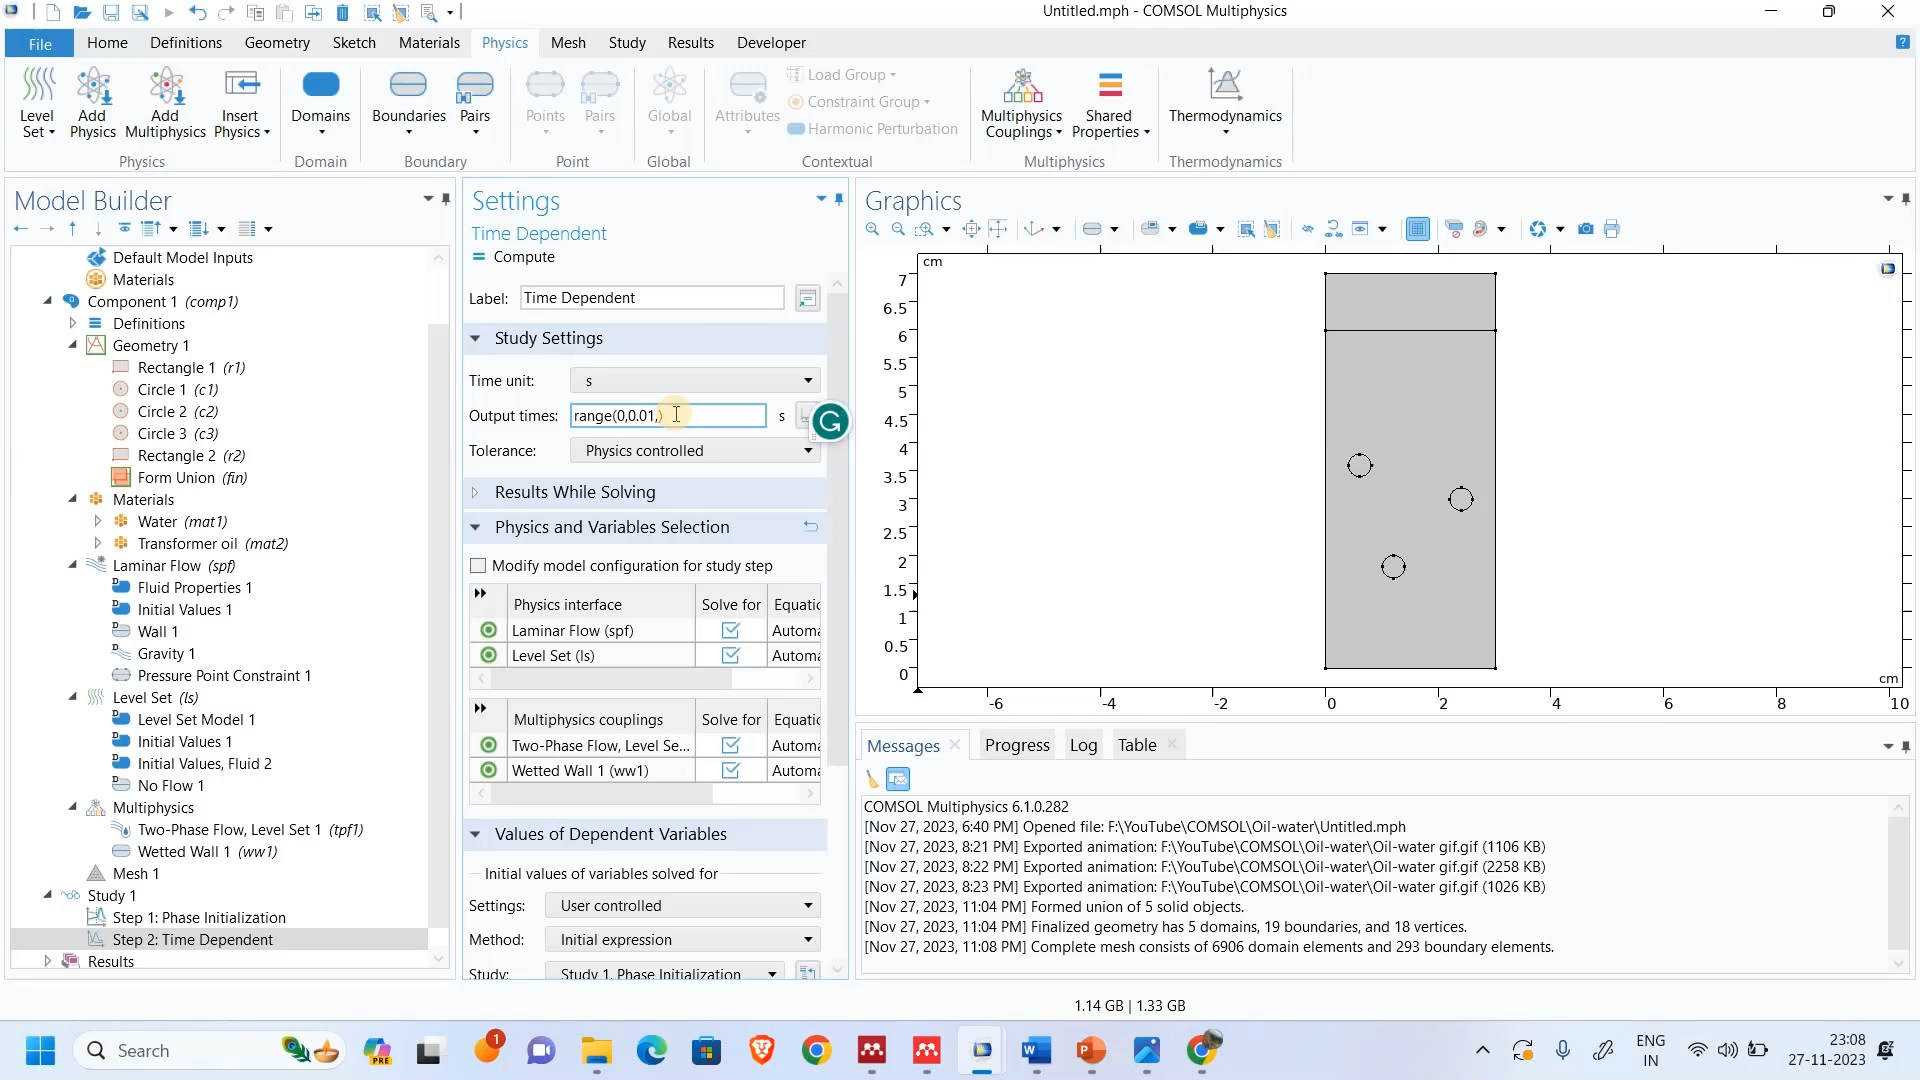 Untitled.mph - COMSOL Multiphysics
File Home Definitions Geometry Sketch Materials Physics Mesh Study Results Developer
Level Set
Add Physics
Add Multiphysics
Insert Physics
Physics
Domains
Domain
Boundaries
Pairs
Boundary
Points
Pairs
Point
Global
Global
Attributes
Load Group
Constraint Group
Harmonic Perturbation
Contextual
Multiphysics Couplings
Shared Properties
Multiphysics
Thermodynamics
Thermodynamics
Model Builder
Default Model Inputs
Materials
Component 1 (comp1)
Definitions
Geometry 1
Rectangle 1 (r1)
Circle 1 (c1)
Circle 2 (c2)
Circle 3 (c3)
Rectangle 2 (r2)
Form Union (fin)
Materials
Water (mat1)
Transformer oil (mat2)
Laminar Flow (spf)
Fluid Properties 1
Initial Values 1
Wall 1
Gravity 1
Pressure Point Constraint 1
Level Set (ls)
Level Set Model 1
Initial Values 1
Initial Values, Fluid 2
No Flow 1
Multiphysics
Two-Phase Flow, Level Set 1 (tpf1)
Wetted Wall 1 (ww1)
Mesh 1
Study 1
Step 1: Phase Initialization
Step 2: Time Dependent
Results
Settings
Time Dependent
= Compute
Label: Time Dependent
Study Settings
Time unit: s
Output times: range(0,0.01,) s
Tolerance: Physics controlled
Results While Solving
Physics and Variables Selection
Modify model configuration for study step
Physics interface Solve for Equatic
Laminar Flow (spf) Automa
Level Set (ls) Automa
Multiphysics couplings Solve for Equatic
Two-Phase Flow, Level Se... Automa
Wetted Wall 1 (ww1) Automa
Values of Dependent Variables
Initial values of variables solved for
Settings: User controlled
Method: Initial expression
Study: Study 1, Phase Initialization
Graphics
cm
7
6.5
6
5.5
5
4.5
4
3.5
3
2.5
2
1.5
1
0.5
0
cm
-6 -4 -2 0 2 4 6 8 10
Messages Progress Log Table
COMSOL Multiphysics 6.1.0.282
[Nov 27, 2023, 6:40 PM] Opened file: F:\YouTube\COMSOL\Oil-water\Untitled.mph
[Nov 27, 2023, 8:21 PM] Exported animation: F:\YouTube\COMSOL\Oil-water\Oil-water gif.gif (1106 KB)
[Nov 27, 2023, 8:22 PM] Exported animation: F:\YouTube\COMSOL\Oil-water\Oil-water gif.gif (2258 KB)
[Nov 27, 2023, 8:23 PM] Exported animation: F:\YouTube\COMSOL\Oil-water\Oil-water gif.gif (1026 KB)
[Nov 27, 2023, 11:04 PM] Formed union of 5 solid objects.
[Nov 27, 2023, 11:04 PM] Finalized geometry has 5 domains, 19 boundaries, and 18 vertices.
[Nov 27, 2023, 11:08 PM] Complete mesh consists of 6906 domain elements and 293 boundary elements.
1.14 GB | 1.33 GB
Search
PRE
1
ENG
IN
23:08
27-11-2023